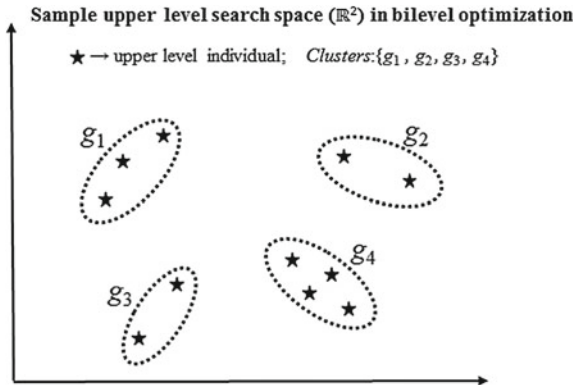 Sample upper level search space (ℝ²) in bilevel optimization
★ → upper level individual; Clusters:{g₁ , g₂, g₃, g₄}
g₁
g₂
g₄
g₃